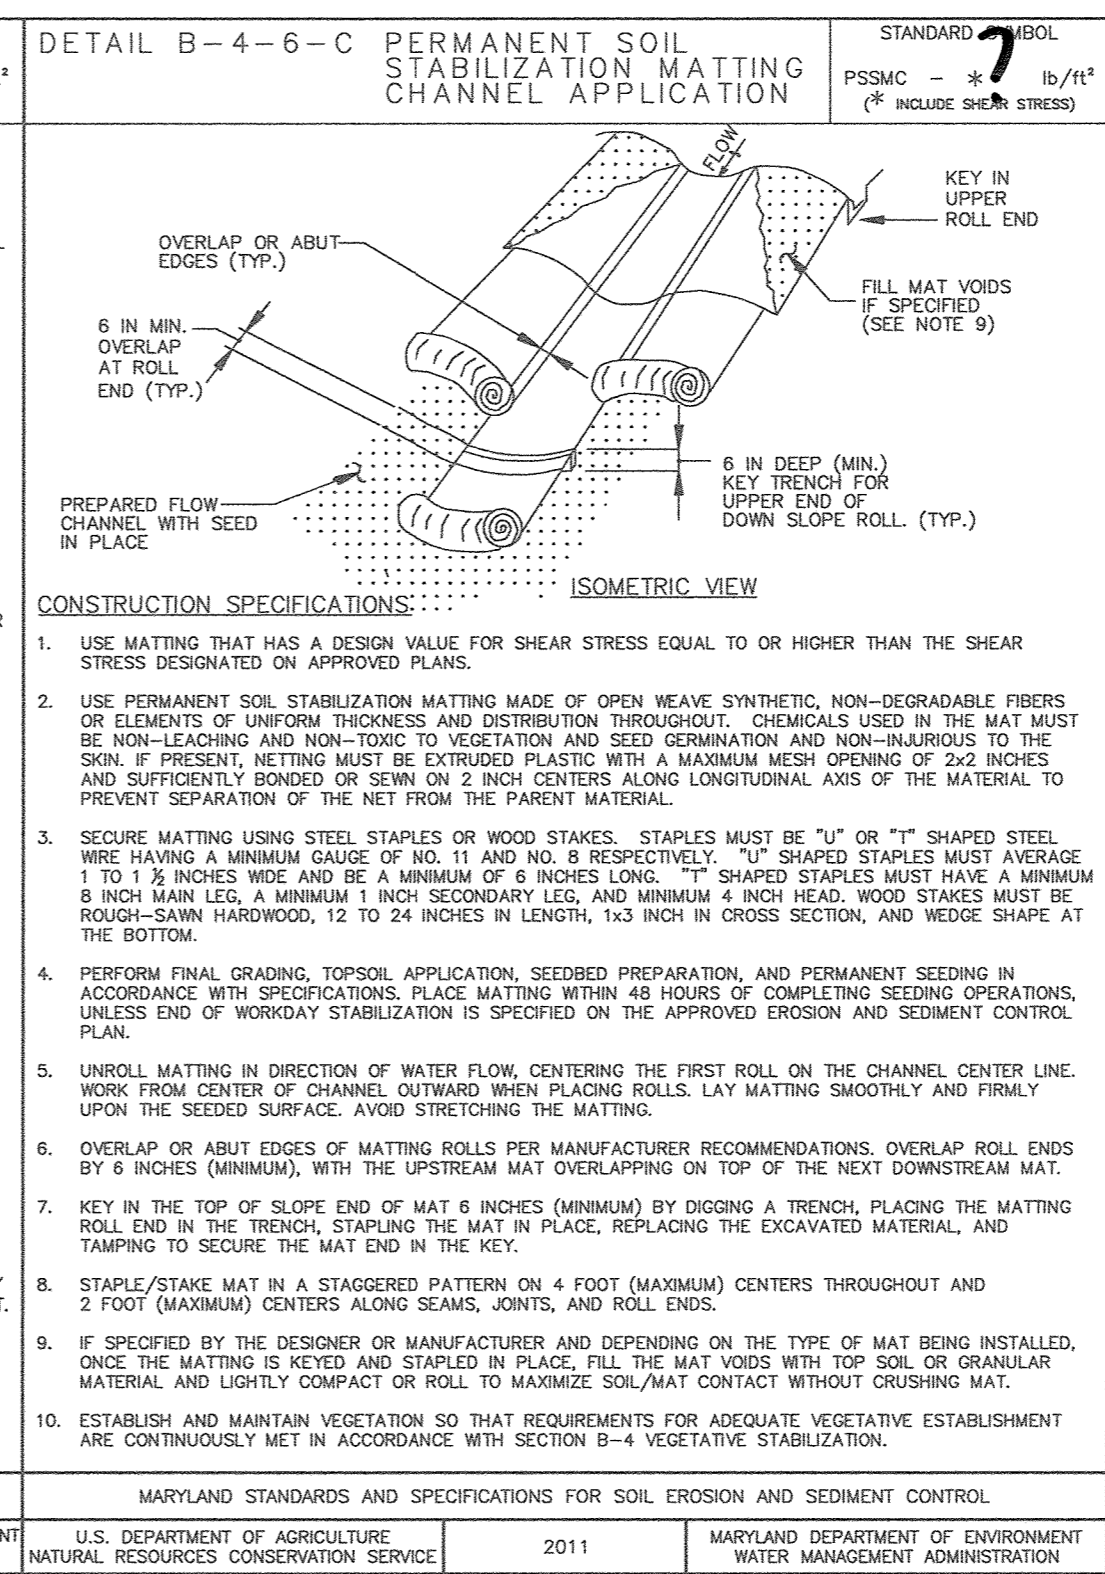 DETAIL B-4-6-C PERMANENT SOIL
STABILIZATION MATTING
CHANNEL APPLICATION
STANDARD SYMBOL
PSSMC - * ? lb/ft²
(* INCLUDE SHEAR STRESS)
FLOW
KEY IN
UPPER
ROLL END
OVERLAP OR ABUT
EDGES (TYP.)
FILL MAT VOIDS
IF SPECIFIED
(SEE NOTE 9)
6 IN MIN.
OVERLAP
AT ROLL
END (TYP.)
6 IN DEEP (MIN.)
KEY TRENCH FOR
UPPER END OF
DOWN SLOPE ROLL. (TYP.)
PREPARED FLOW
CHANNEL WITH SEED
IN PLACE
ISOMETRIC VIEW
CONSTRUCTION SPECIFICATIONS:
1. USE MATTING THAT HAS A DESIGN VALUE FOR SHEAR STRESS EQUAL TO OR HIGHER THAN THE SHEAR
STRESS DESIGNATED ON APPROVED PLANS.
2. USE PERMANENT SOIL STABILIZATION MATTING MADE OF OPEN WEAVE SYNTHETIC, NON-DEGRADABLE FIBERS
OR ELEMENTS OF UNIFORM THICKNESS AND DISTRIBUTION THROUGHOUT. CHEMICALS USED IN THE MAT MUST
BE NON-LEACHING AND NON-TOXIC TO VEGETATION AND SEED GERMINATION AND NON-INJURIOUS TO THE
SKIN. IF PRESENT, NETTING MUST BE EXTRUDED PLASTIC WITH A MAXIMUM MESH OPENING OF 2x2 INCHES
AND SUFFICIENTLY BONDED OR SEWN ON 2 INCH CENTERS ALONG LONGITUDINAL AXIS OF THE MATERIAL TO
PREVENT SEPARATION OF THE NET FROM THE PARENT MATERIAL.
3. SECURE MATTING USING STEEL STAPLES OR WOOD STAKES. STAPLES MUST BE "U" OR "T" SHAPED STEEL
WIRE HAVING A MINIMUM GAUGE OF NO. 11 AND NO. 8 RESPECTIVELY. "U" SHAPED STAPLES MUST AVERAGE
1 TO 1 ½ INCHES WIDE AND BE A MINIMUM OF 6 INCHES LONG. "T" SHAPED STAPLES MUST HAVE A MINIMUM
8 INCH MAIN LEG, A MINIMUM 1 INCH SECONDARY LEG, AND MINIMUM 4 INCH HEAD. WOOD STAKES MUST BE
ROUGH-SAWN HARDWOOD, 12 TO 24 INCHES IN LENGTH, 1x3 INCH IN CROSS SECTION, AND WEDGE SHAPE AT
THE BOTTOM.
4. PERFORM FINAL GRADING, TOPSOIL APPLICATION, SEEDBED PREPARATION, AND PERMANENT SEEDING IN
ACCORDANCE WITH SPECIFICATIONS. PLACE MATTING WITHIN 48 HOURS OF COMPLETING SEEDING OPERATIONS,
UNLESS END OF WORKDAY STABILIZATION IS SPECIFIED ON THE APPROVED EROSION AND SEDIMENT CONTROL
PLAN.
5. UNROLL MATTING IN DIRECTION OF WATER FLOW, CENTERING THE FIRST ROLL ON THE CHANNEL CENTER LINE.
WORK FROM CENTER OF CHANNEL OUTWARD WHEN PLACING ROLLS. LAY MATTING SMOOTHLY AND FIRMLY
UPON THE SEEDED SURFACE. AVOID STRETCHING THE MATTING.
6. OVERLAP OR ABUT EDGES OF MATTING ROLLS PER MANUFACTURER RECOMMENDATIONS. OVERLAP ROLL ENDS
BY 6 INCHES (MINIMUM), WITH THE UPSTREAM MAT OVERLAPPING ON TOP OF THE NEXT DOWNSTREAM MAT.
7. KEY IN THE TOP OF SLOPE END OF MAT 6 INCHES (MINIMUM) BY DIGGING A TRENCH, PLACING THE MATTING
ROLL END IN THE TRENCH, STAPLING THE MAT IN PLACE, REPLACING THE EXCAVATED MATERIAL, AND
TAMPING TO SECURE THE MAT END IN THE KEY.
8. STAPLE/STAKE MAT IN A STAGGERED PATTERN ON 4 FOOT (MAXIMUM) CENTERS THROUGHOUT AND
2 FOOT (MAXIMUM) CENTERS ALONG SEAMS, JOINTS, AND ROLL ENDS.
9. IF SPECIFIED BY THE DESIGNER OR MANUFACTURER AND DEPENDING ON THE TYPE OF MAT BEING INSTALLED,
ONCE THE MATTING IS KEYED AND STAPLED IN PLACE, FILL THE MAT VOIDS WITH TOP SOIL OR GRANULAR
MATERIAL AND LIGHTLY COMPACT OR ROLL TO MAXIMIZE SOIL/MAT CONTACT WITHOUT CRUSHING MAT.
10. ESTABLISH AND MAINTAIN VEGETATION SO THAT REQUIREMENTS FOR ADEQUATE VEGETATIVE ESTABLISHMENT
ARE CONTINUOUSLY MET IN ACCORDANCE WITH SECTION B-4 VEGETATIVE STABILIZATION.
MARYLAND STANDARDS AND SPECIFICATIONS FOR SOIL EROSION AND SEDIMENT CONTROL
U.S. DEPARTMENT OF AGRICULTURE
NATURAL RESOURCES CONSERVATION SERVICE
2011
MARYLAND DEPARTMENT OF ENVIRONMENT
WATER MANAGEMENT ADMINISTRATION